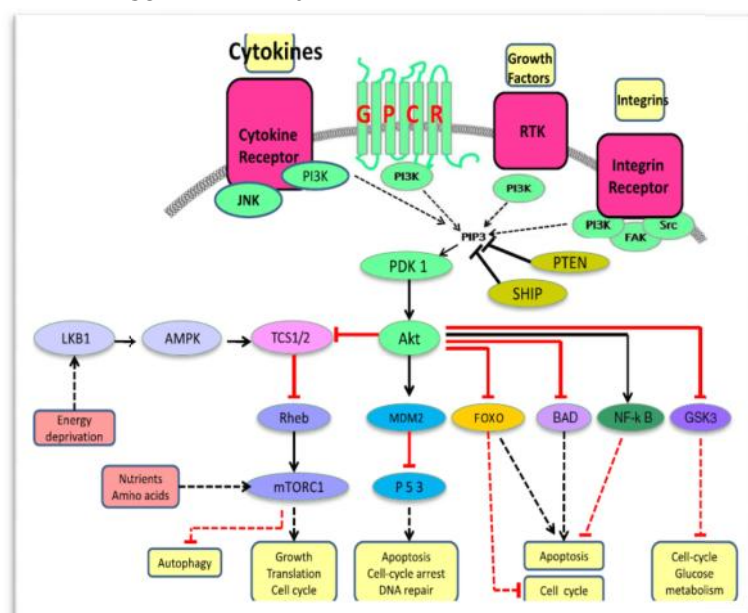 Cytokines
Growth
Factors
Integrins
G P C R
Cytokine
Receptor
RTK
Integrin
Receptor
PI3K
PI3K
PI3K
JNK
PI3K
FAK
Src
PIP3
PDK 1
PTEN
SHIP
LKB1
AMPK
TCS1/2
Akt
Energy
deprivation
Rheb
MDM2
FOXO
BAD
NF-k B
GSK3
Nutrients
Amino acids
mTORC1
P 5 3
Autophagy
Growth
Translation
Cell cycle
Apoptosis
Cell-cycle arrest
DNA repair
Apoptosis
Cell cycle
Cell-cycle
Glucose
metabolism